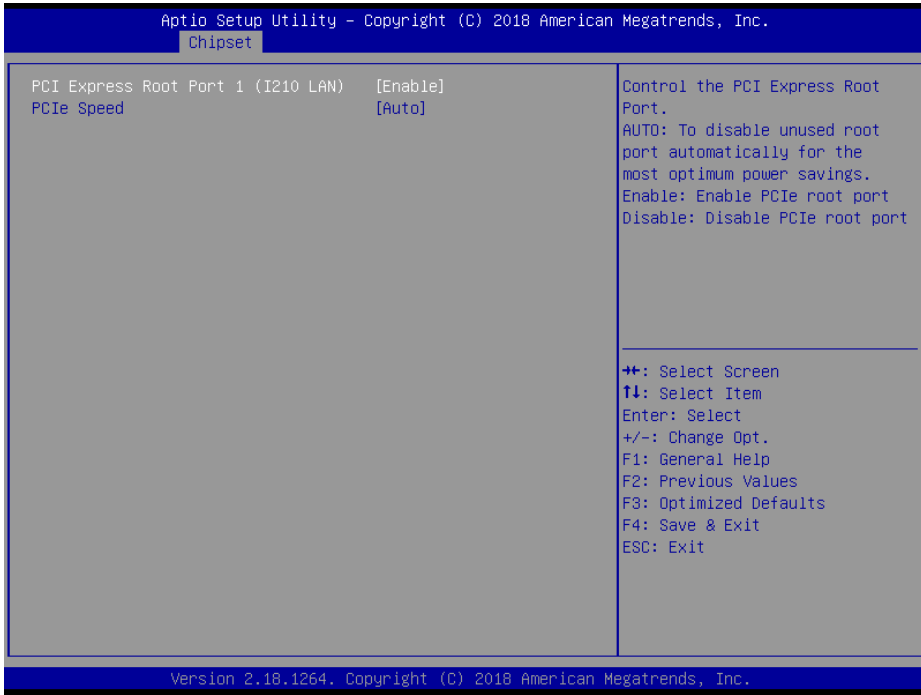 Aptio Setup Utility – Copyright (C) 2018 American Megatrends, Inc.
Chipset
PCI Express Root Port 1 (I210 LAN) [Enable]
PCIe Speed [Auto]
Control the PCI Express Root
Port.
AUTO: To disable unused root
port automatically for the
most optimum power savings.
Enable: Enable PCIe root port
Disable: Disable PCIe root port
→←: Select Screen
↑↓: Select Item
Enter: Select
+/-: Change Opt.
F1: General Help
F2: Previous Values
F3: Optimized Defaults
F4: Save & Exit
ESC: Exit
Version 2.18.1264. Copyright (C) 2018 American Megatrends, Inc.